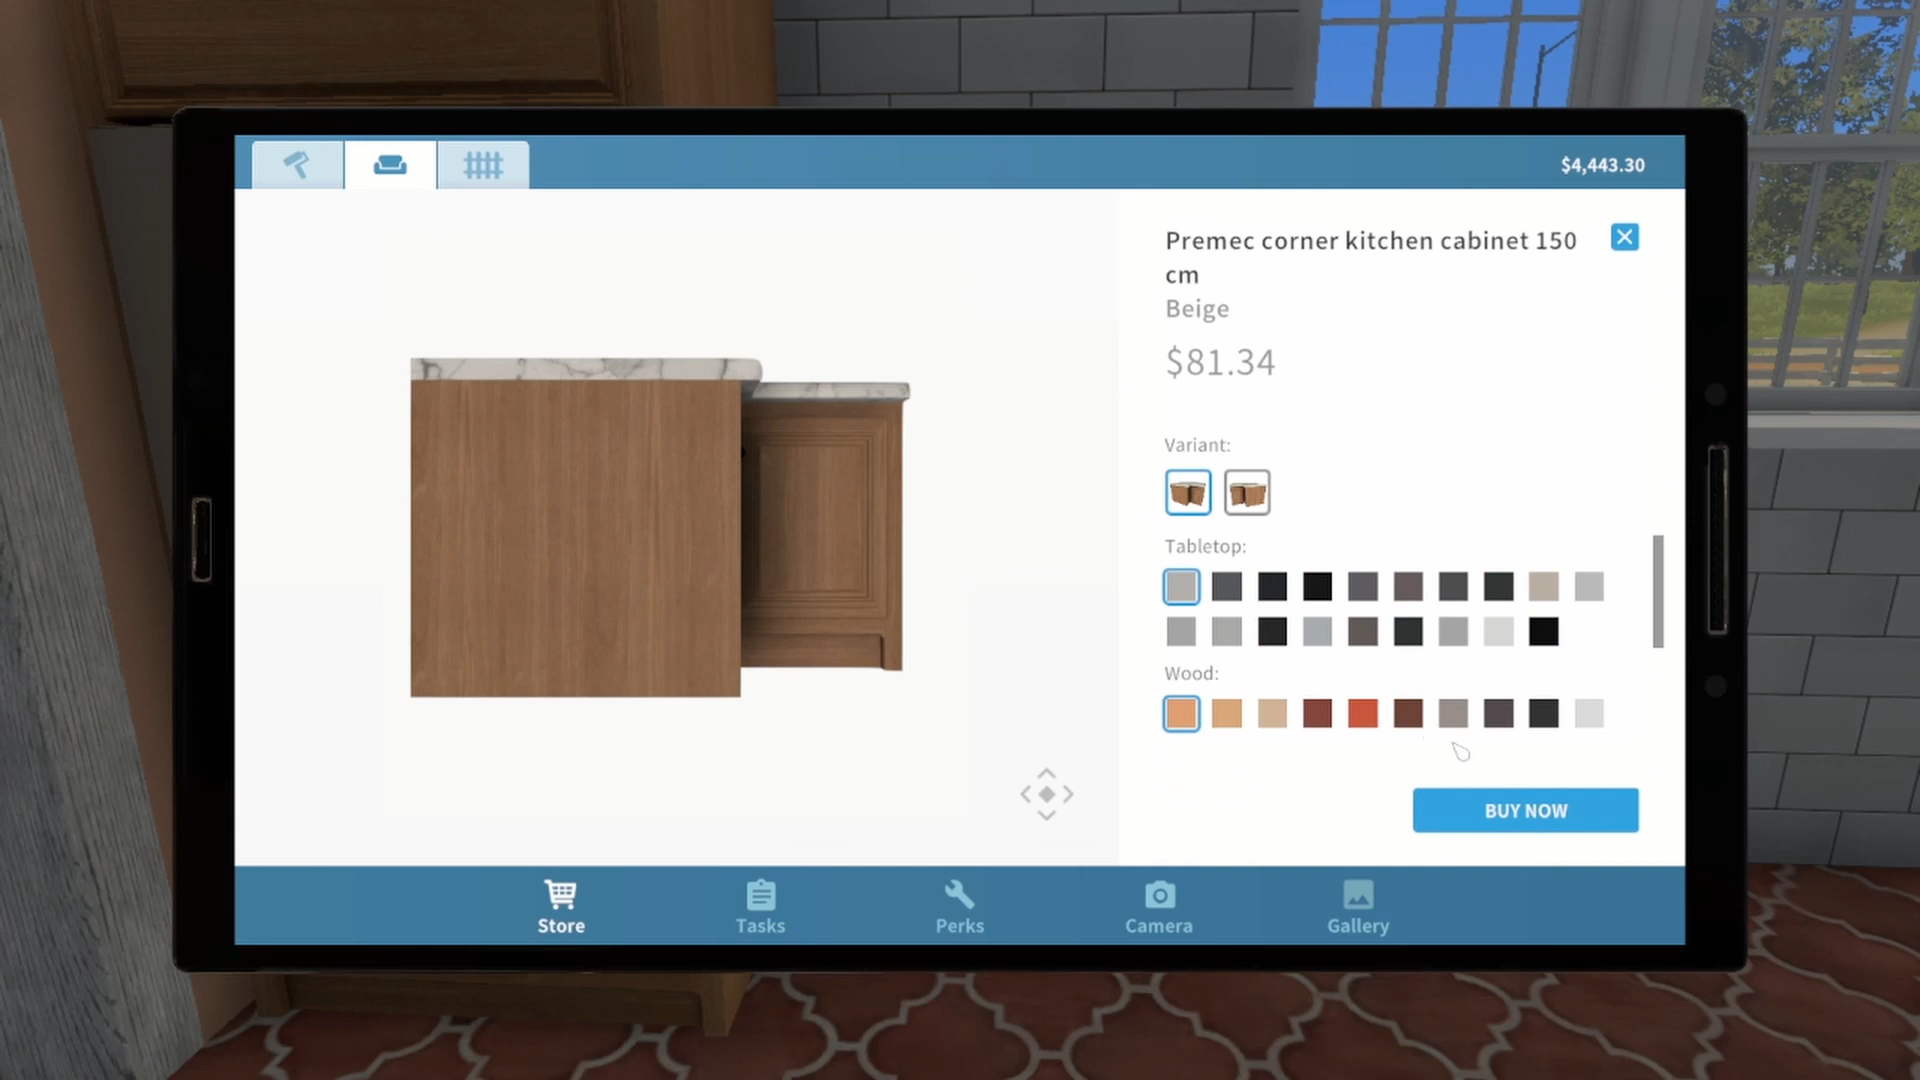 $4,443.30
Premec corner kitchen cabinet 150
cm
Beige
$81.34
Variant:
Tabletop:
Wood:
BUY NOW
Store
Tasks
Perks
Camera
Gallery